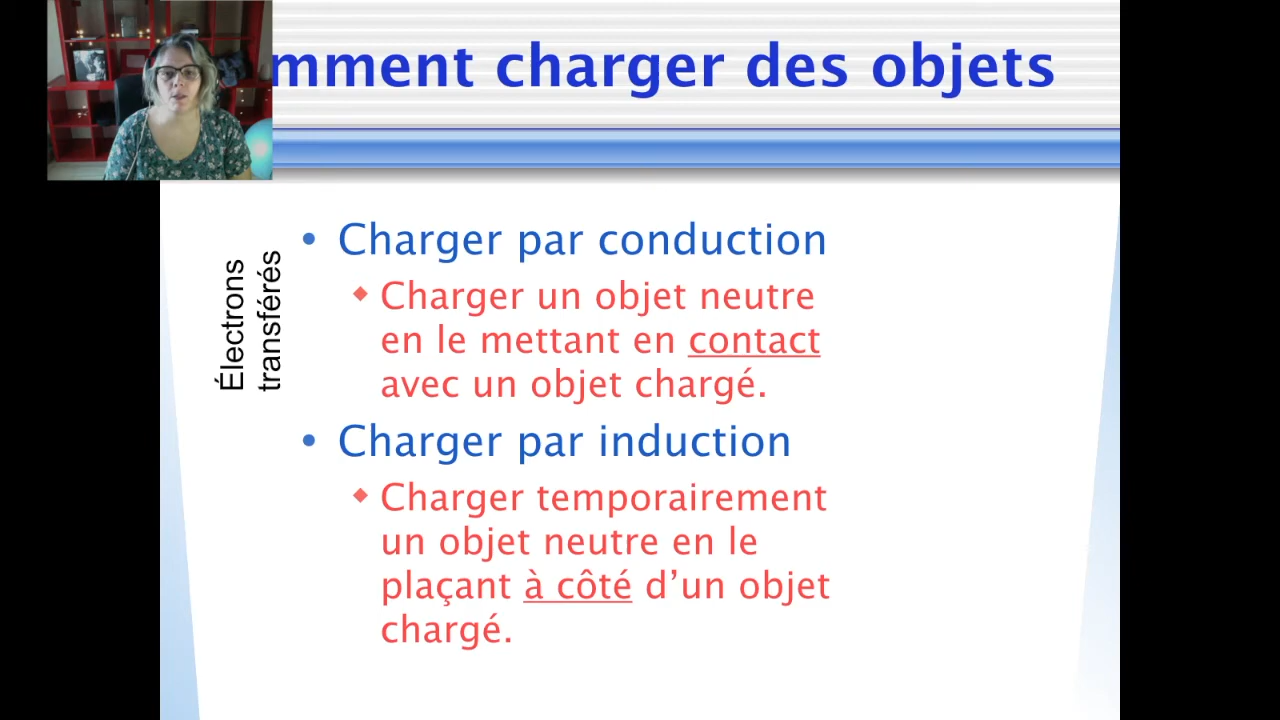 mment charger des objets
Électrons
transférés
• Charger par conduction
Charger un objet neutre
en le mettant en contact
avec un objet chargé.
• Charger par induction
Charger temporairement
un objet neutre en le
plaçant à côté d’un objet
chargé.